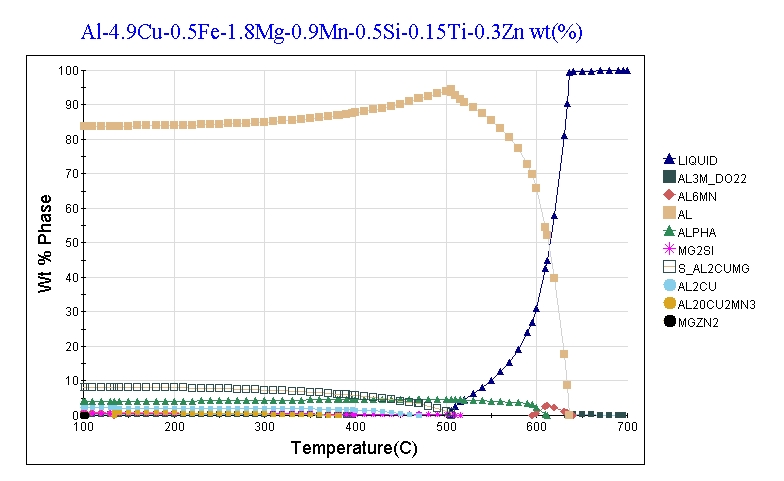 Al-4.9Cu-0.5Fe-1.8Mg-0.9Mn-0.5Si-0.15Ti-0.3Zn wt(%)
100
90
80
70
60
50
40
30
20
10
0
Wt % Phase
100 200 300 400 500 600 700
Temperature(C)
LIQUID
AL3M_DO22
AL6MN
AL
ALPHA
MG2SI
S_AL2CUMG
AL2CU
AL20CU2MN3
MGZN2